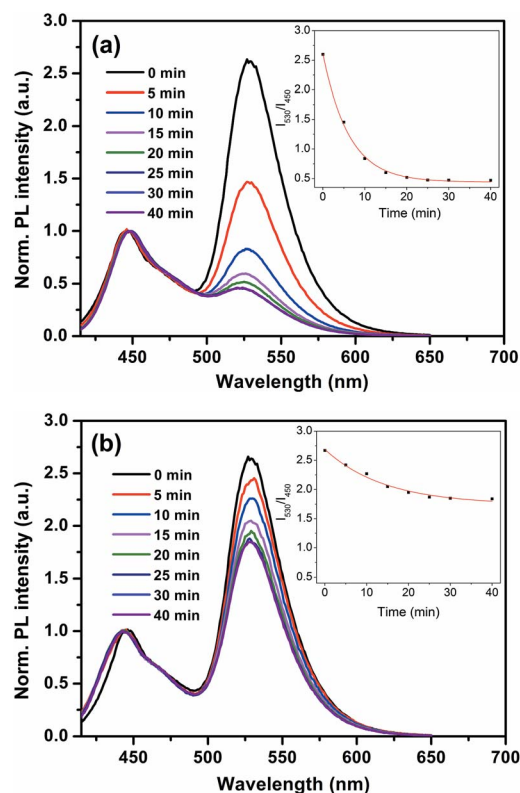 (a)
0 min
5 min
10 min
15 min
20 min
25 min
30 min
40 min
Norm. PL intensity (a.u.)
3.0
2.5
2.0
1.5
1.0
0.5
0.0
450 500 550 600 650 700
Wavelength (nm)
I530/I450
3.0
2.5
2.0
1.5
1.0
0.5
0 10 20 30 40
Time (min)
(b)
0 min
5 min
10 min
15 min
20 min
25 min
30 min
40 min
Norm. PL intensity (a.u.)
3.0
2.5
2.0
1.5
1.0
0.5
0.0
450 500 550 600 650 700
Wavelength (nm)
I530/I450
3.0
2.5
2.0
1.5
1.0
0.5
0 10 20 30 40
Time (min)